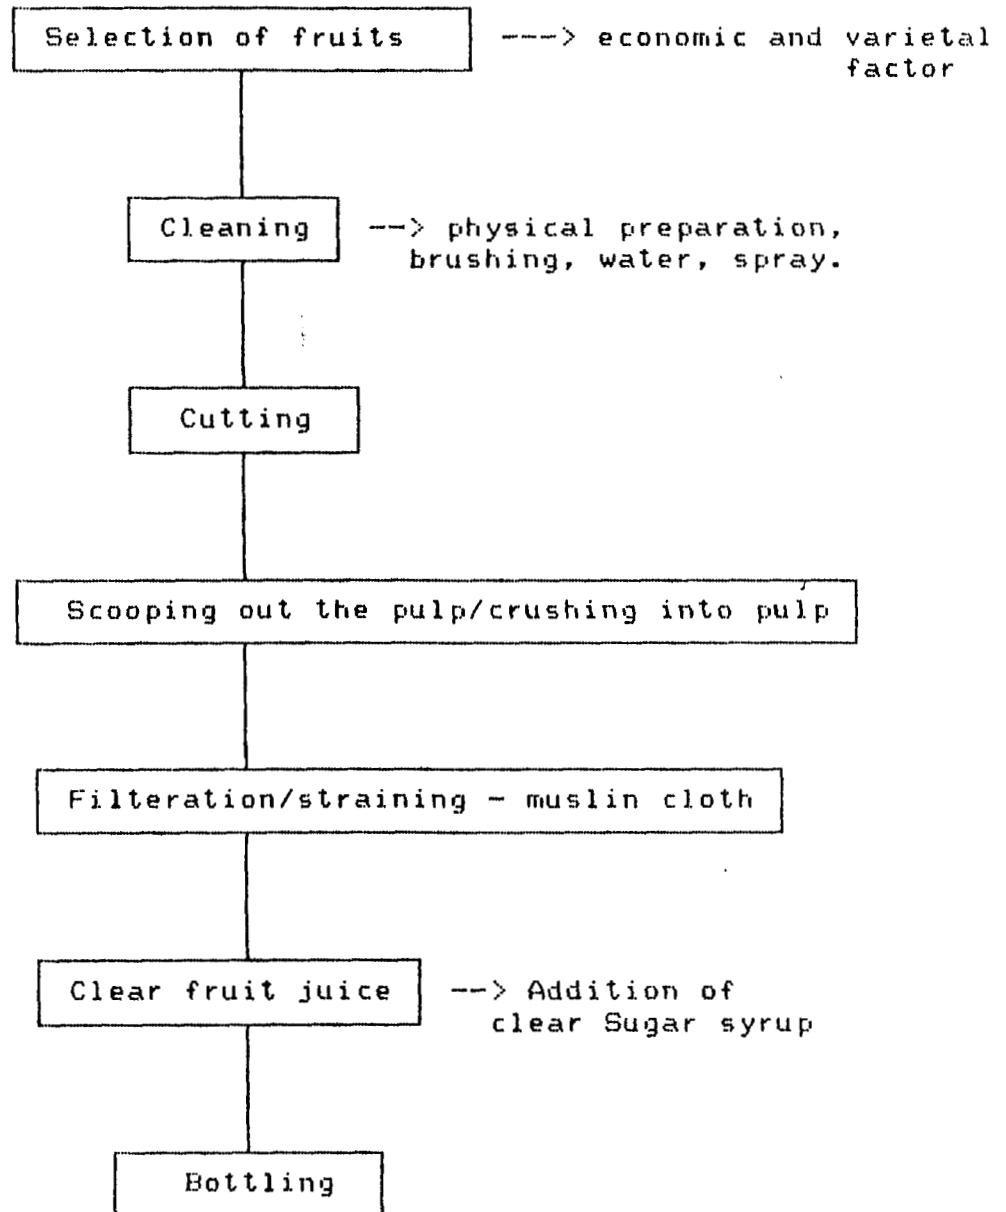 Selection of fruits ---> economic and varietal
factor
Cleaning --> physical preparation,
brushing, water, spray.
Cutting
Scooping out the pulp/crushing into pulp
Filteration/straining - muslin cloth
Clear fruit juice --> Addition of
clear Sugar syrup
Bottling